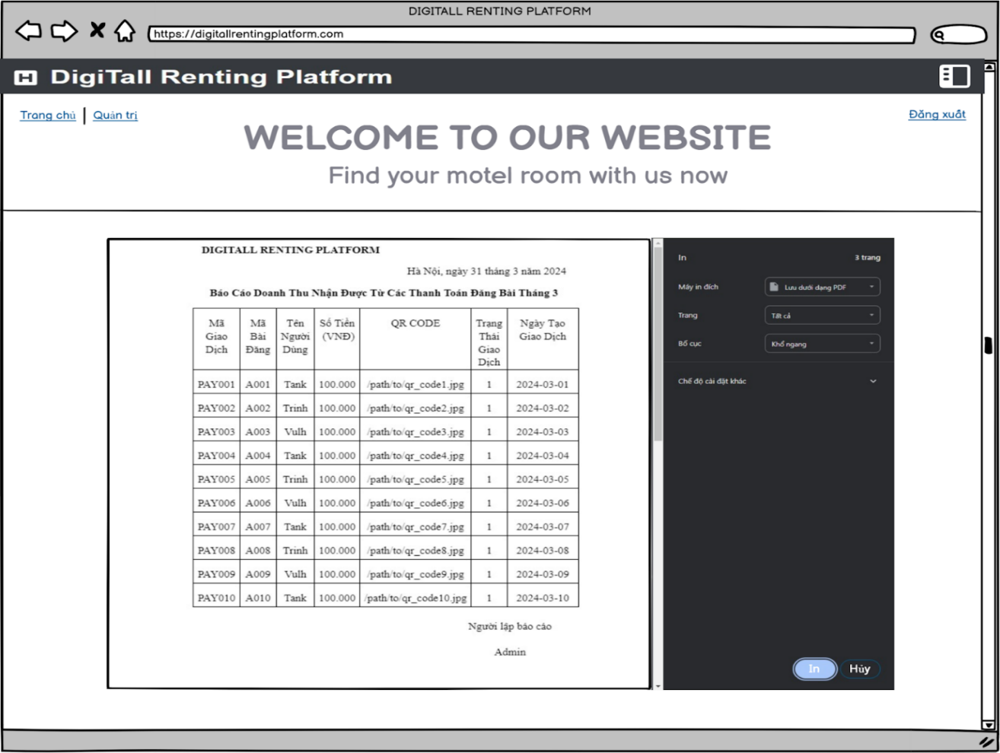 DIGITALL RENTING PLATFORM
https://digitallrentingplatform.com
H DigiTall Renting Platform
Trang chủ | Quản trị
Đăng xuất
WELCOME TO OUR WEBSITE
Find your motel room with us now
DIGITALL RENTING PLATFORM
Hà Nội, ngày 31 tháng 3 năm 2024
Báo Cáo Doanh Thu Nhận Được Từ Các Thanh Toán Đăng Bài Tháng 3
Mã Giao Dịch Mã Bài Đăng Tên Người Dùng Số Tiền (VNĐ) QR CODE Trạng Thái Giao Dịch Ngày Tạo Giao Dịch
PAY001 A001 Tank 100.000 /path/to/qr_code1.jpg 1 2024-03-01
PAY002 A002 Trinh 100.000 /path/to/qr_code2.jpg 1 2024-03-02
PAY003 A003 Vulh 100.000 /path/to/qr_code3.jpg 1 2024-03-03
PAY004 A004 Tank 100.000 /path/to/qr_code4.jpg 1 2024-03-04
PAY005 A005 Trinh 100.000 /path/to/qr_code5.jpg 1 2024-03-05
PAY006 A006 Vulh 100.000 /path/to/qr_code6.jpg 1 2024-03-06
PAY007 A007 Tank 100.000 /path/to/qr_code7.jpg 1 2024-03-07
PAY008 A008 Trinh 100.000 /path/to/qr_code8.jpg 1 2024-03-08
PAY009 A009 Vulh 100.000 /path/to/qr_code9.jpg 1 2024-03-09
PAY010 A010 Tank 100.000 /path/to/qr_code10.jpg 1 2024-03-10
Người lập báo cáo
Admin
In 3 trang
Máy in đích Lưu dưới dạng PDF
Trang Tất cả
Bố cục Khổ ngang
Chế độ cài đặt khác
In Hủy